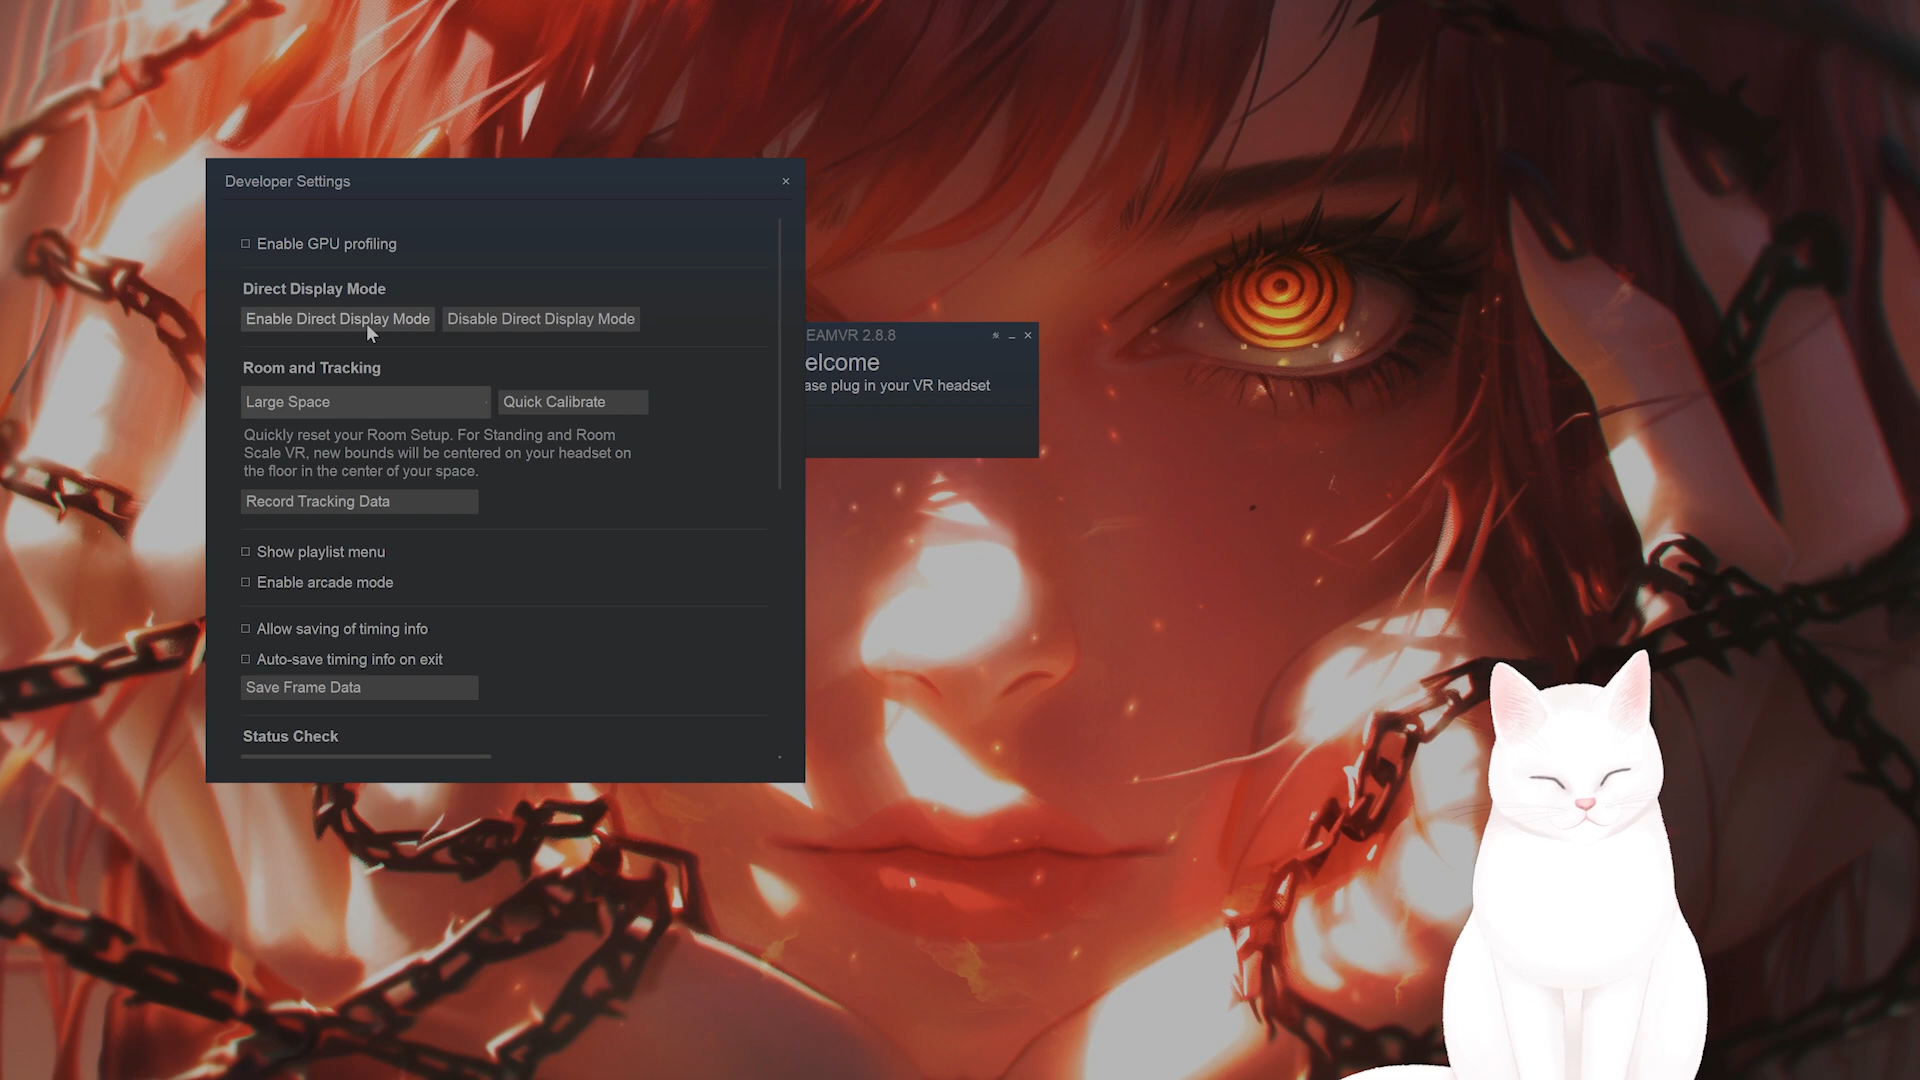 Developer Settings
Enable GPU profiling
Direct Display Mode
Enable Direct Display Mode
Disable Direct Display Mode
Room and Tracking
Large Space
Quick Calibrate
Quickly reset your Room Setup. For Standing and Room
Scale VR, new bounds will be centered on your headset on
the floor in the center of your space.
Record Tracking Data
Show playlist menu
Enable arcade mode
Allow saving of timing info
Auto-save timing info on exit
Save Frame Data
Status Check
EAMVR 2.8.8
elcome
ase plug in your VR headset